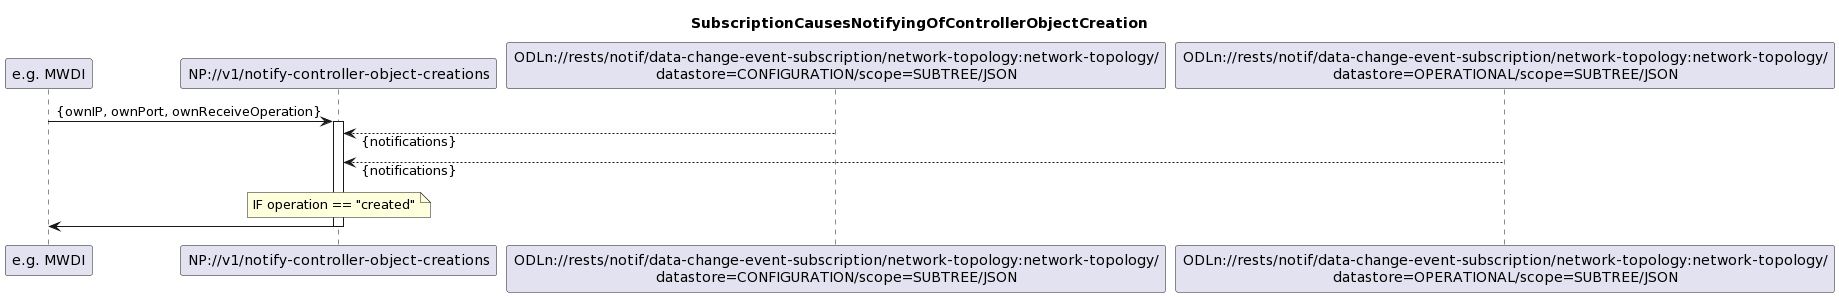 SubscriptionCausesNotifyingOfControllerObjectCreation
e.g. MWDI
NP://v1/notify-controller-object-creations
ODLn://rests/notif/data-change-event-subscription/network-topology:network-topology/
datastore=CONFIGURATION/scope=SUBTREE/JSON
ODLn://rests/notif/data-change-event-subscription/network-topology:network-topology/
datastore=OPERATIONAL/scope=SUBTREE/JSON
{ownIP, ownPort, ownReceiveOperation}
{notifications}
{notifications}
IF operation == "created"
e.g. MWDI
NP://v1/notify-controller-object-creations
ODLn://rests/notif/data-change-event-subscription/network-topology:network-topology/
datastore=CONFIGURATION/scope=SUBTREE/JSON
ODLn://rests/notif/data-change-event-subscription/network-topology:network-topology/
datastore=OPERATIONAL/scope=SUBTREE/JSON